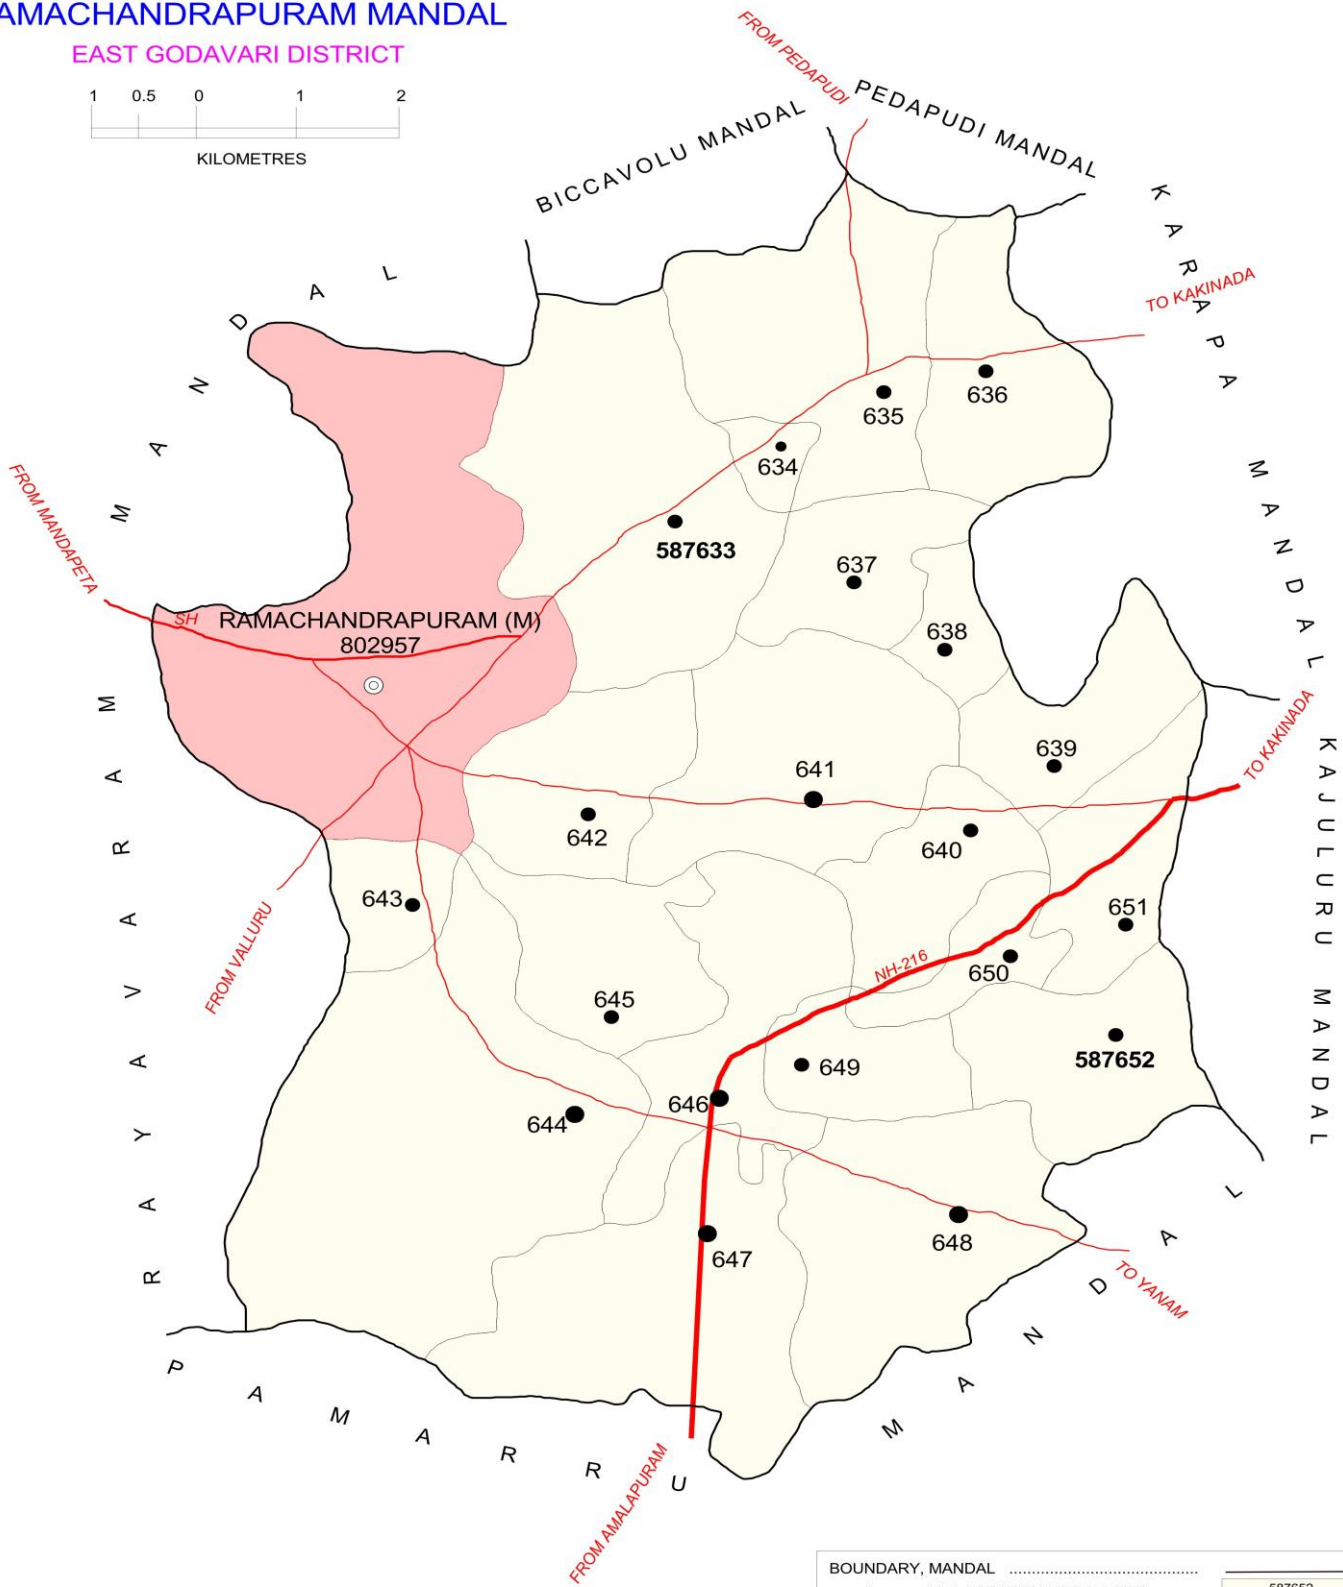 AMACHANDRAPURAM MANDAL
EAST GODAVARI DISTRICT
1 0.5 0 1 2
KILOMETRES
FROM PEDAPUDI
BICCAVOLU MANDAL
PEDAPUDI MANDAL
KARAPA MANDAL
TO KAKINADA
636
635
634
587633
FROM MANDAPETA
SH
RAMACHANDRAPURAM (M)
802957
637
638
639
TO KAKINADA
KAJULURU MANDAL
641
642
640
643
651
FROM VALLURU
NH-216
650
645
587652
649
646
644
648
647
TO YANAM
RAYAVARAM MANDAL
PAMARRU MANDAL
FROM AMALAPURAM
BOUNDARY, MANDAL